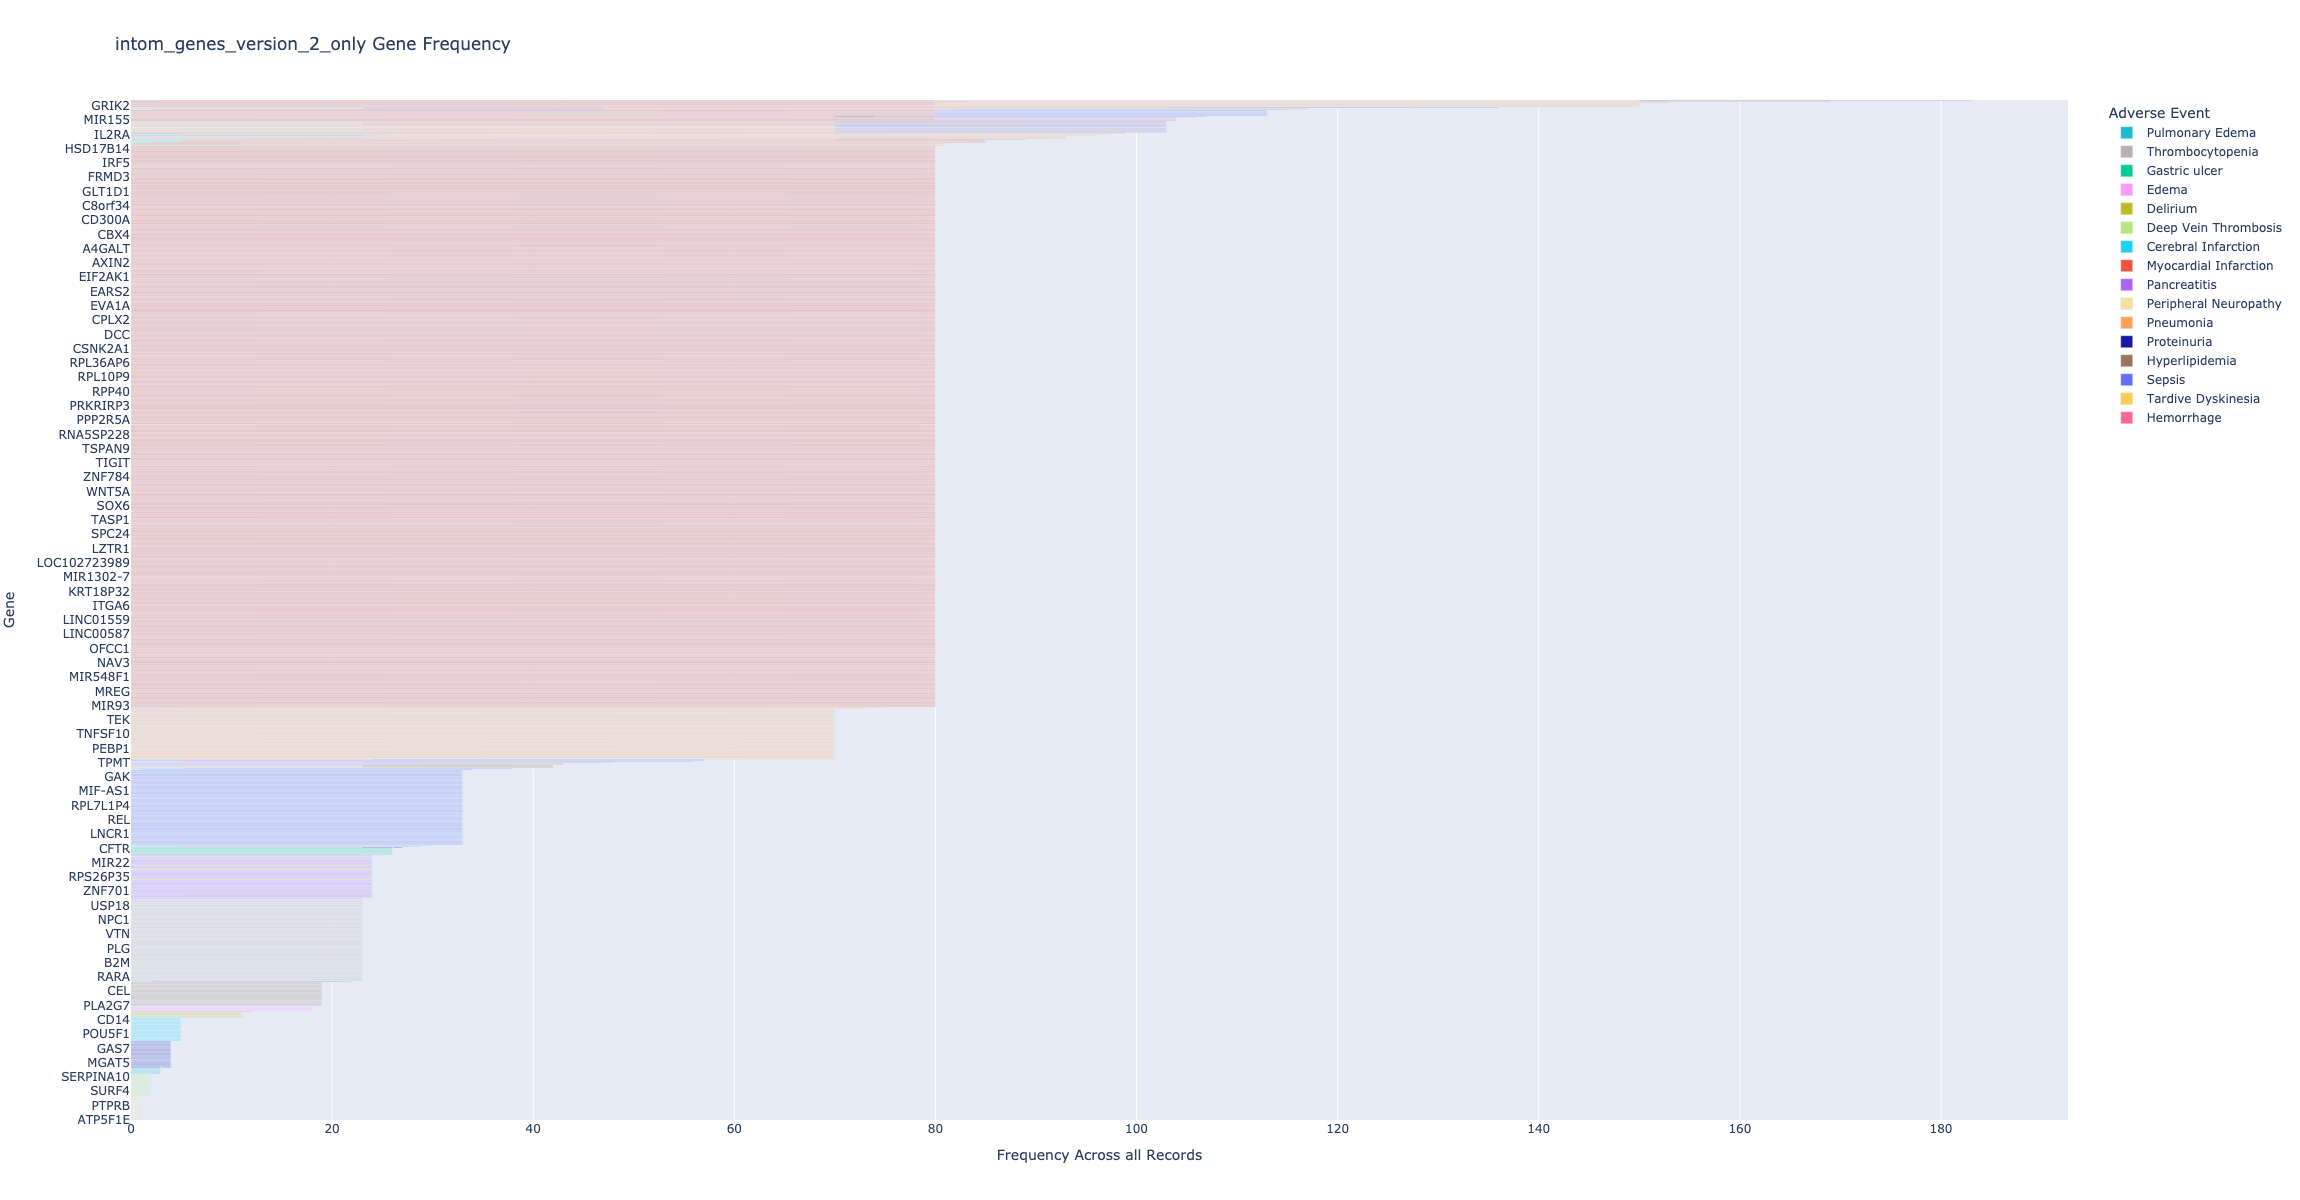 intom_genes_version_2_only Gene Frequency
GRIK2
MIR155
IL2RA
HSD17B14
IRF5
FRMD3
GLT1D1
C8orf34
CD300A
CBX4
A4GALT
AXIN2
EIF2AK1
EARS2
EVA1A
CPLX2
DCC
CSNK2A1
RPL36AP6
RPL10P9
RPP40
PRKRIRP3
PPP2R5A
RNA5SP228
TSPAN9
TIGIT
ZNF784
WNT5A
SOX6
TASP1
SPC24
LZTR1
LOC102723989
MIR1302-7
KRT18P32
ITGA6
LINC01559
LINC00587
OFCC1
NAV3
MIR548F1
MREG
MIR93
TEK
TNFSF10
PEBP1
TPMT
GAK
MIF-AS1
RPL7L1P4
REL
LNCR1
CFTR
MIR22
RPS26P35
ZNF701
USP18
NPC1
VTN
PLG
B2M
RARA
CEL
PLA2G7
CD14
POU5F1
GAS7
MGAT5
SERPINA10
SURF4
PTPRB
ATP5F1E
Gene
0 20 40 60 80 100 120 140 160 180
Frequency Across all Records
Adverse Event
Pulmonary Edema
Thrombocytopenia
Gastric ulcer
Edema
Delirium
Deep Vein Thrombosis
Cerebral Infarction
Myocardial Infarction
Pancreatitis
Peripheral Neuropathy
Pneumonia
Proteinuria
Hyperlipidemia
Sepsis
Tardive Dyskinesia
Hemorrhage